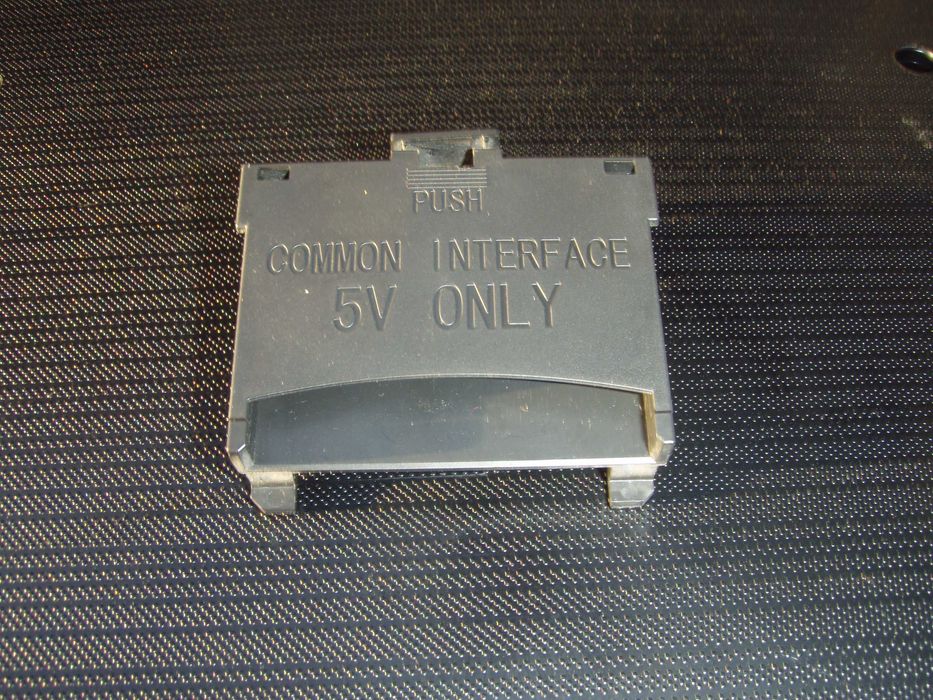 PUSH
COMMON INTERFACE
5V ONLY